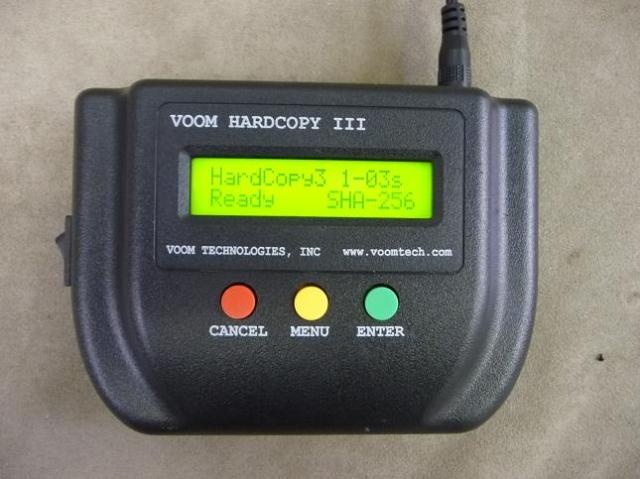 VOOM HARDCOPY III
HardCopy3 1-03s
Ready SHA-256
VOOM TECHNOLOGIES, INC www.voomtech.com
CANCEL MENU ENTER